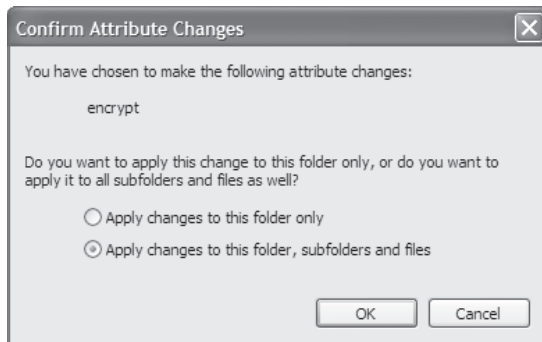 Confirm Attribute Changes
You have chosen to make the following attribute changes:
encrypt
Do you want to apply this change to this folder only, or do you want to
apply it to all subfolders and files as well?
Apply changes to this folder only
Apply changes to this folder, subfolders and files
OK Cancel